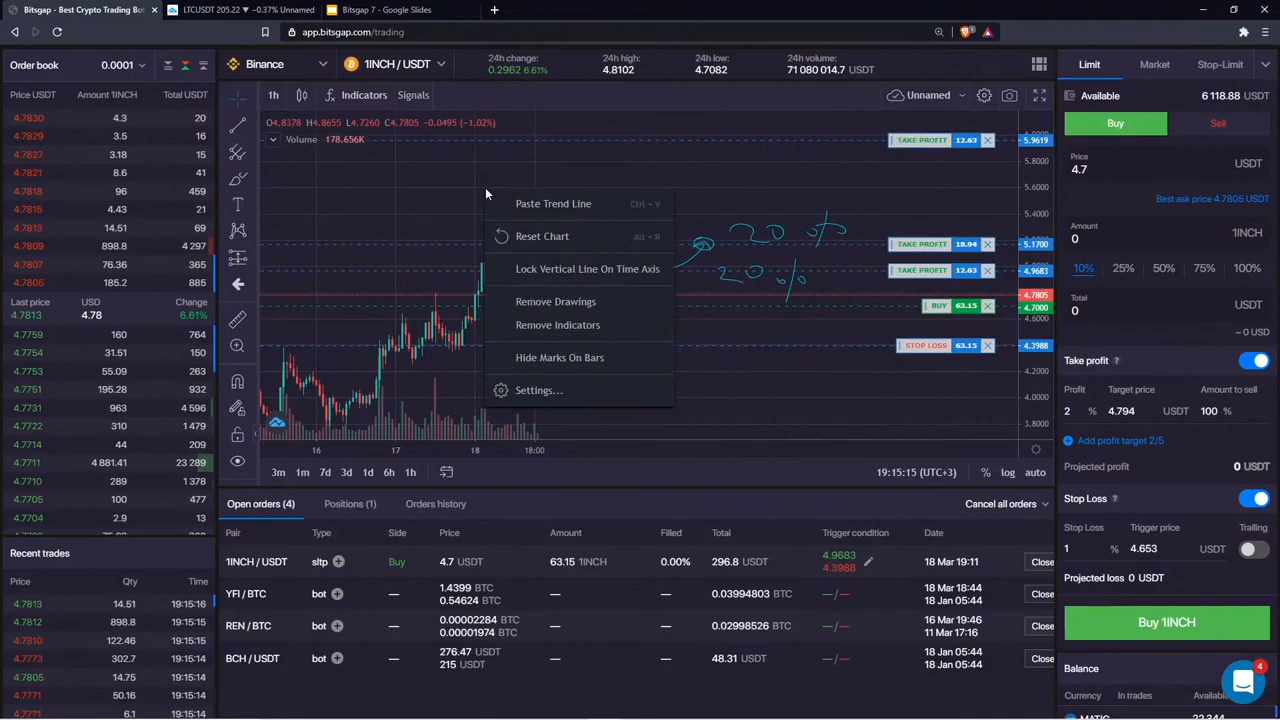 Bitsgap - Best Crypto Trading Bot
LTCUSDT 205.22 ▼ −0.37% Unnamed
Bitsgap 7 - Google Slides
app.bitsgap.com/trading
Order book 0.0001
Price USDT Amount 1INCH Total USDT
4.7830 4.3 20
4.7829 3.5 16
4.7827 3.18 15
4.7821 8.6 41
4.7818 96 459
4.7815 4.43 21
4.7814 14.51 69
4.7809 898.8 4 297
4.7807 76.36 365
4.7805 185.2 885
Last price USD Change
4.7813 4.78 6.61%
4.7759 160 764
4.7754 31.51 150
4.7753 55.09 263
4.7751 195.28 932
4.7731 963 4 596
4.7722 310 1 479
4.7714 44 209
4.7711 4 881.41 23 289
4.7710 289 1 378
4.7705 100 477
4.7704 2.9 13
Recent trades
Price Qty Time
4.7813 14.51 19:15:16
4.7812 898.8 19:15:16
4.7810 122.46 19:15:16
4.7773 302.7 19:15:14
4.7805 14.75 19:15:14
4.7771 50.16 19:15:14
4.7771 6.1 19:15:14
Binance
1INCH / USDT
24h change:
0.2962 6.61%
24h high:
4.8102
24h low:
4.7082
24h volume:
71 080 014.7 USDT
1h Indicators Signals
Unnamed
O4.8378 H4.8655 L4.7260 C4.7805 −0.0495 (−1.02%)
Volume 178.656K
Paste Trend Line Ctrl + V
Reset Chart Alt + R
Lock Vertical Line On Time Axis
Remove Drawings
Remove Indicators
Hide Marks On Bars
Settings...
20 %
20 %
TAKE PROFIT 12.63
TAKE PROFIT 18.94
TAKE PROFIT 12.63
BUY 63.15
STOP LOSS 63.15
5.9619
5.8000
5.6000
5.4000
5.1700
4.9683
4.7805
4.7000
4.6000
4.3988
4.2000
4.0000
3.8000
16 17 18 18:00
3m 1m 7d 3d 1d 6h 1h
19:15:15 (UTC+3) % log auto
Open orders (4) Positions (1) Orders history
Cancel all orders
Pair Type Side Price Amount Filled Total Trigger condition Date
1INCH / USDT sltp Buy 4.7 USDT 63.15 1INCH 0.00% 296.8 USDT 4.9683 18 Mar 19:11 Close
4.3988
YFI / BTC bot — 1.4399 BTC — — 0.03994803 BTC —/— 18 Mar 18:44 Close
0.54624 BTC 18 Jan 05:44
REN / BTC bot — 0.00002284 BTC — — 0.02998526 BTC —/— 16 Mar 19:46 Close
0.00001974 BTC 11 Mar 17:16
BCH / USDT bot — 276.47 USDT — — 48.31 USDT —/— 18 Jan 05:44 Close
215 USDT 18 Jan 05:44
Limit Market Stop-Limit
Available 6 118.88 USDT
Buy Sell
Price
4.7 USDT
Best ask price 4.7805 USDT
Amount
0 1INCH
10% 25% 50% 75% 100%
Total
0 USDT
~ 0 USD
Take profit ?
Profit Target price Amount to sell
2 % 4.794 USDT 100 %
Add profit target 2/5
Projected profit 0 USDT
Stop Loss ?
Stop Loss Trigger price Trailing
1 % 4.653 USDT
Projected loss 0 USDT
Buy 1INCH
Balance
Currency In trades
MATIC 22.344
4